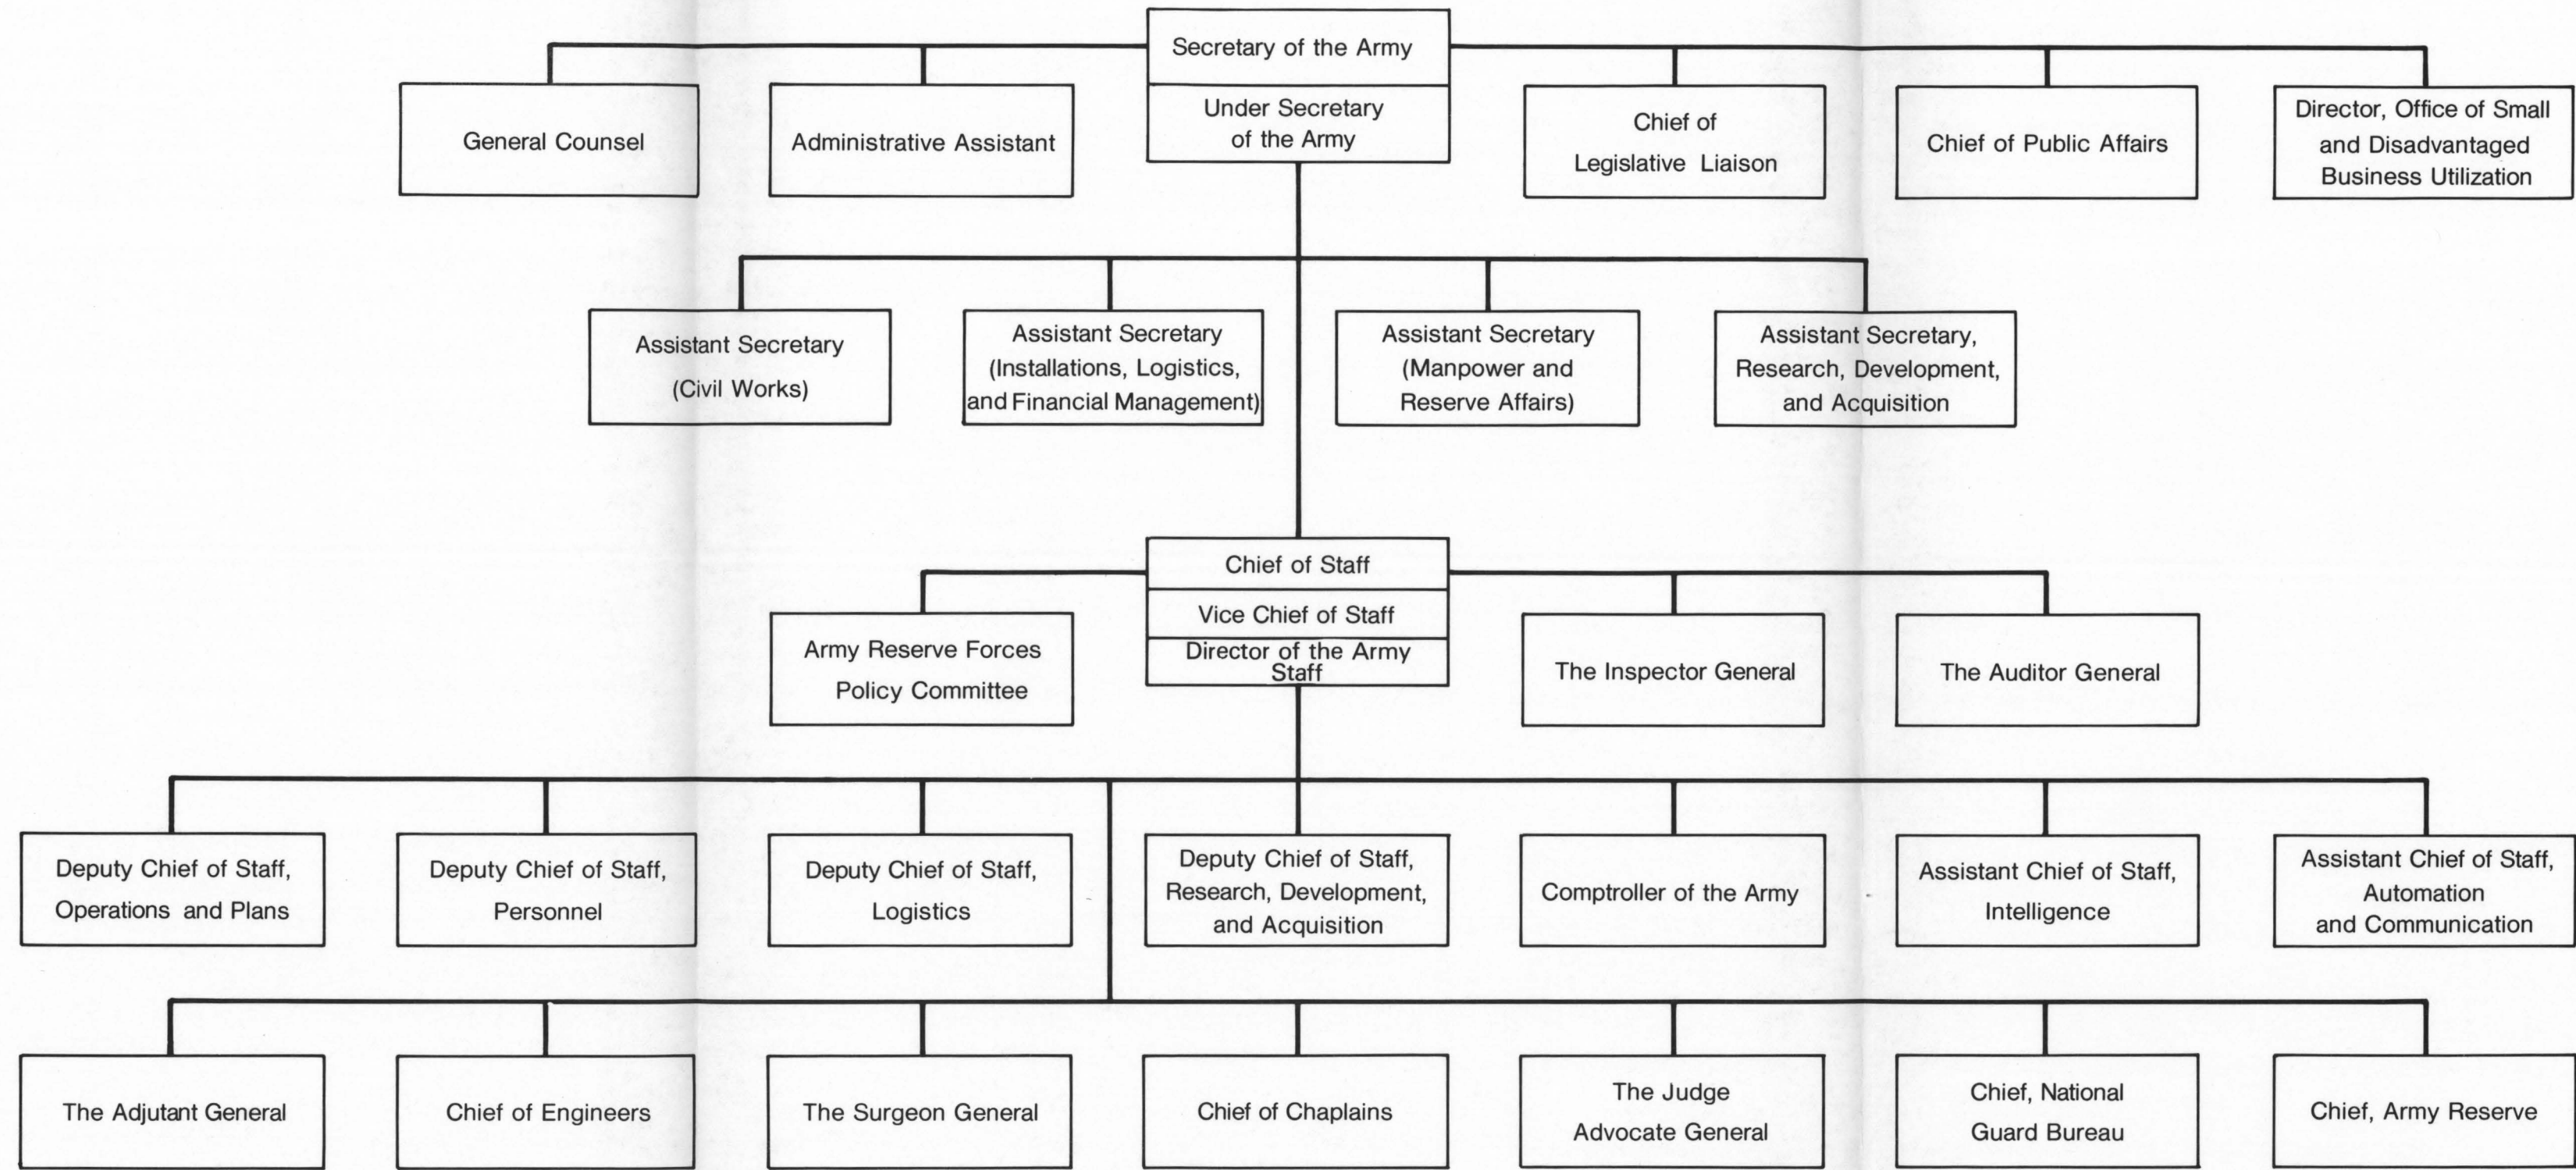 Secretary of the Army
Under Secretary
of the Army
General Counsel
Administrative Assistant
Chief of
Legislative Liaison
Chief of Public Affairs
Director, Office of Small
and Disadvantaged
Business Utilization
Assistant Secretary
(Civil Works)
Assistant Secretary
(Installations, Logistics,
and Financial Management)
Assistant Secretary
(Manpower and
Reserve Affairs)
Assistant Secretary,
Research, Development,
and Acquisition
Chief of Staff
Vice Chief of Staff
Director of the Army
Staff
Army Reserve Forces
Policy Committee
The Inspector General
The Auditor General
Deputy Chief of Staff,
Operations and Plans
Deputy Chief of Staff,
Personnel
Deputy Chief of Staff,
Logistics
Deputy Chief of Staff,
Research, Development,
and Acquisition
Comptroller of the Army
Assistant Chief of Staff,
Intelligence
Assistant Chief of Staff,
Automation
and Communication
The Adjutant General
Chief of Engineers
The Surgeon General
Chief of Chaplains
The Judge
Advocate General
Chief, National
Guard Bureau
Chief, Army Reserve